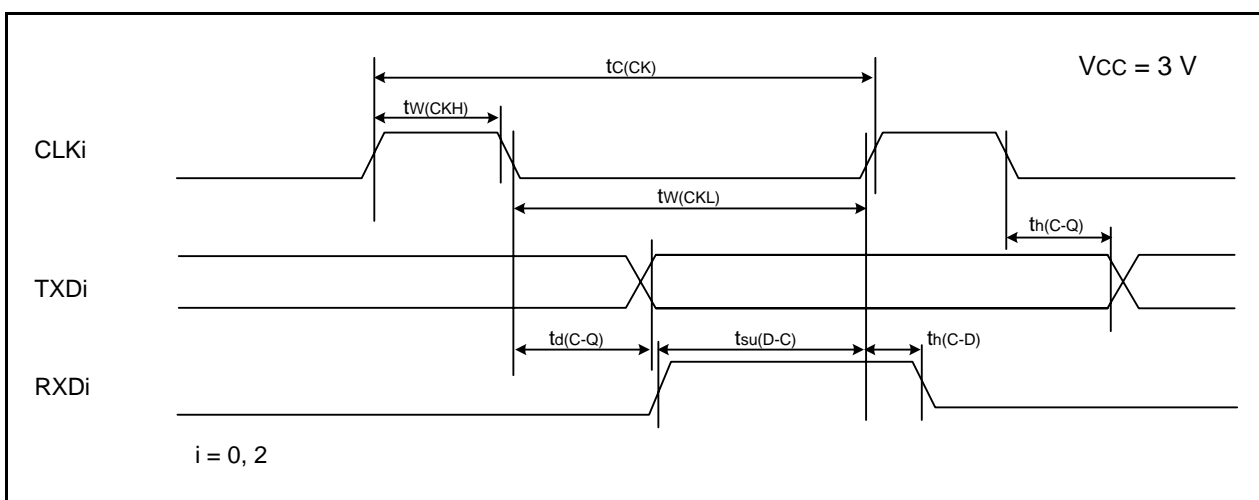 tC(CK)
VCC = 3 V
tW(CKH)
CLKi
tW(CKL)
th(C-Q)
TXDi
td(C-Q)
tsu(D-C)
th(C-D)
RXDi
i = 0, 2